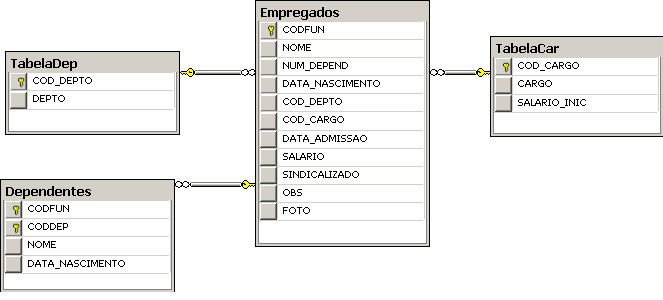 Empregados
CODFUN
NOME
NUM_DEPEND
DATA_NASCIMENTO
COD_DEPTO
COD_CARGO
DATA_ADMISSAO
SALARIO
SINDICALIZADO
OBS
FOTO
TabelaDep
COD_DEPTO
DEPTO
TabelaCar
COD_CARGO
CARGO
SALARIO_INIC
Dependentes
CODFUN
CODDEP
NOME
DATA_NASCIMENTO